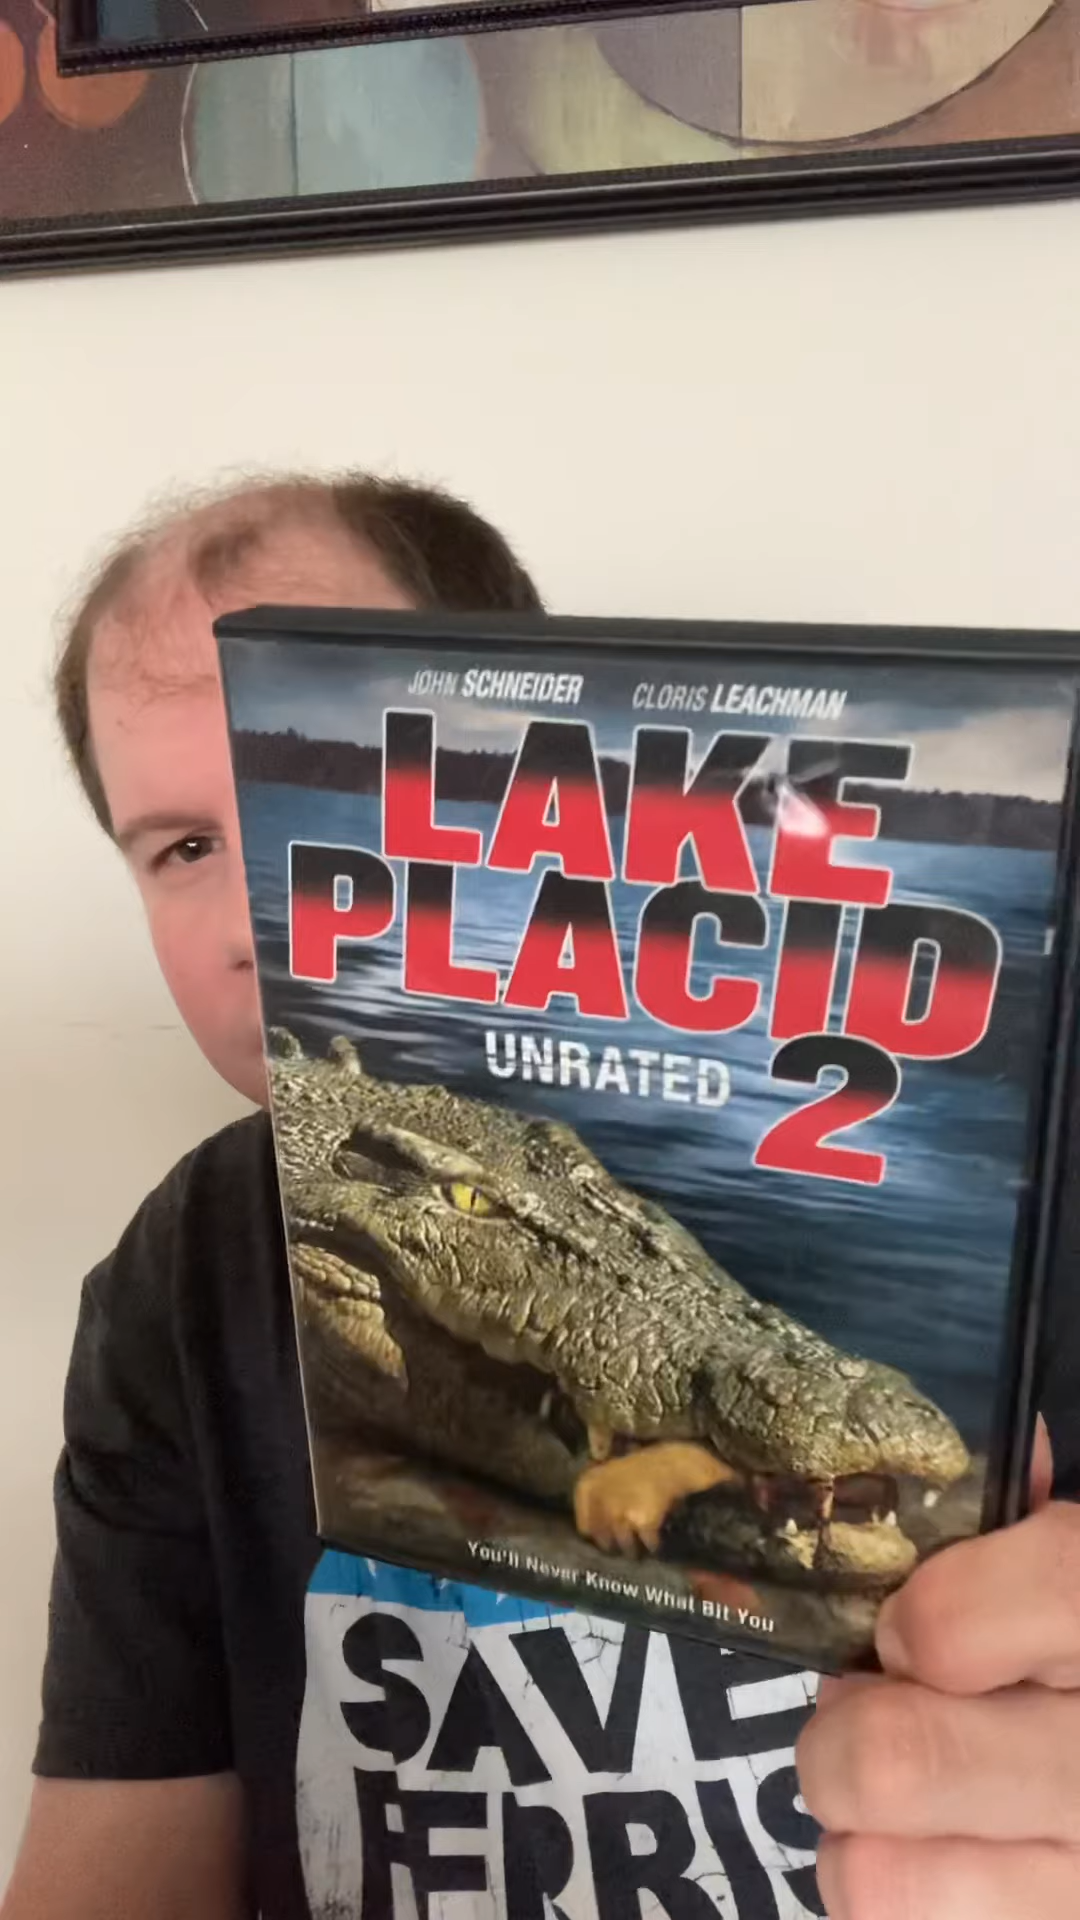 JOHN SCHNEIDER CLORIS LEACHMAN
LAKE
PLACID
UNRATED 2
You'll Never Know What Bit You
SAVE
FERRIS